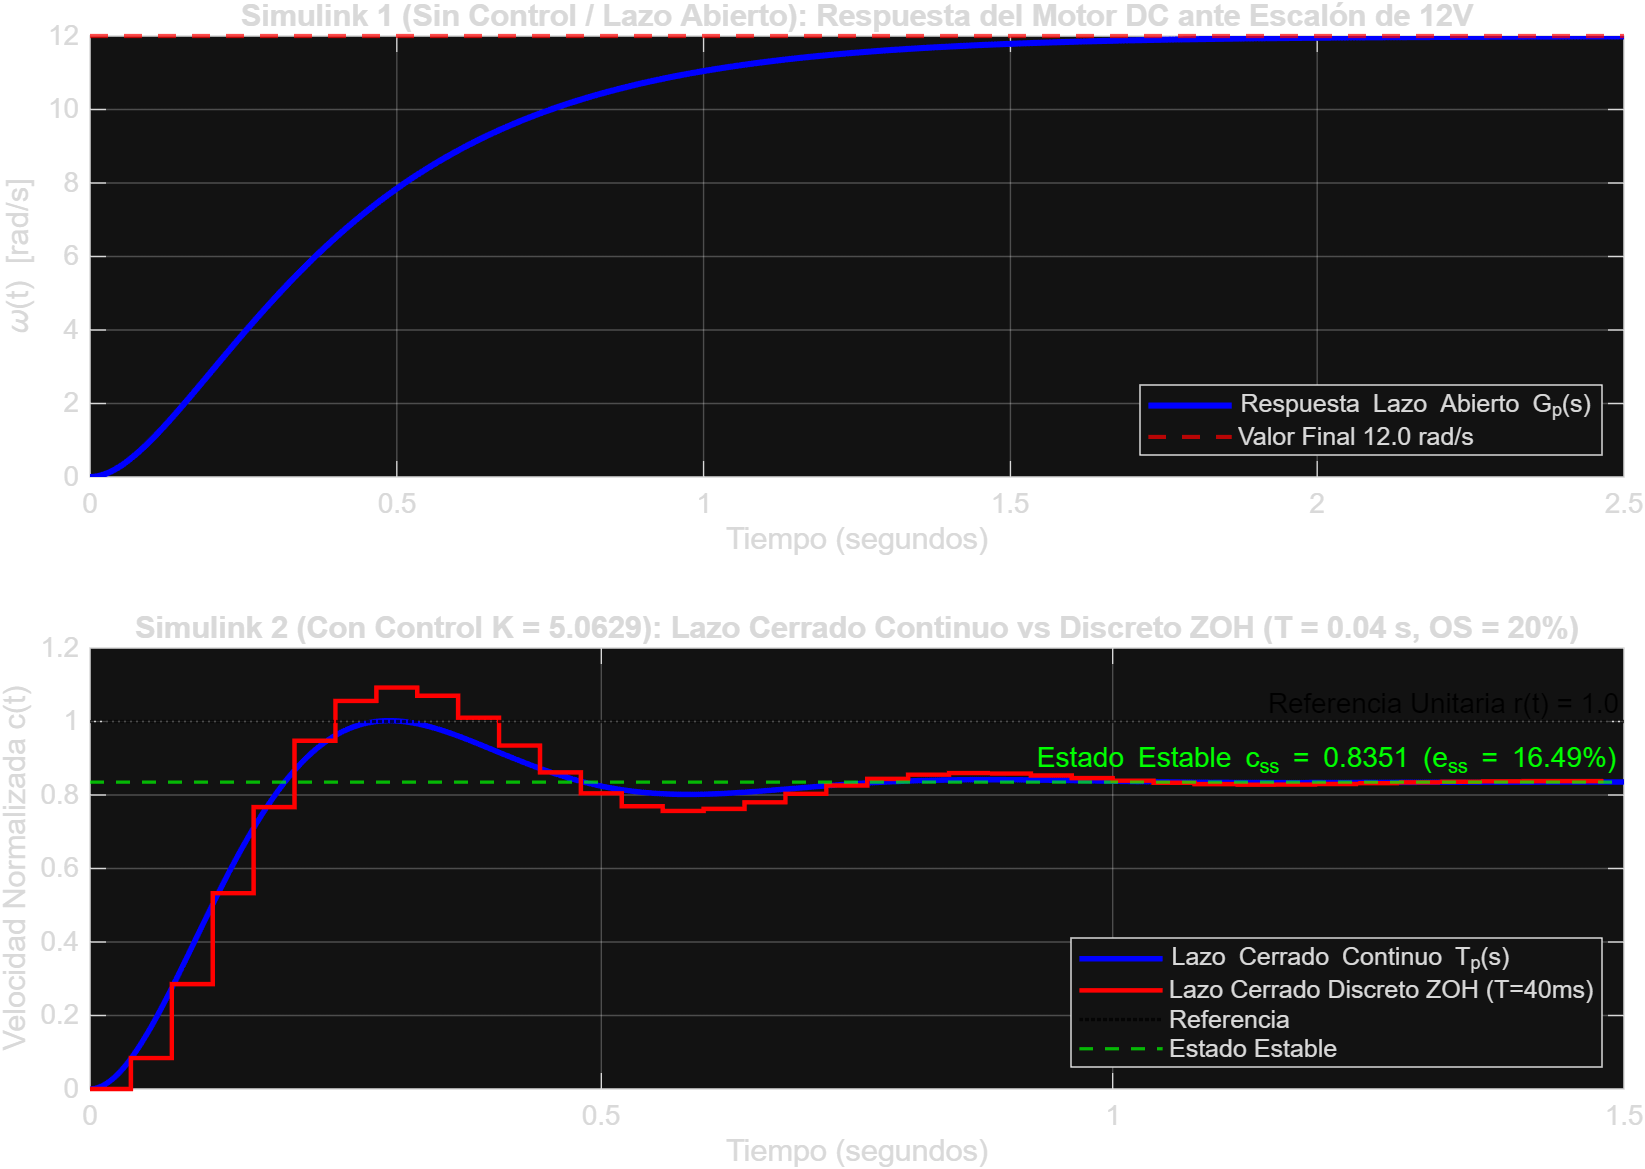 Simulink 1 (Sin Control / Lazo Abierto): Respuesta del Motor DC ante Escalón de 12V
12
10
8
6
4
2
0
ω(t) [rad/s]
Respuesta Lazo Abierto Gp(s)
Valor Final 12.0 rad/s
0 0.5 1 1.5 2 2.5
Tiempo (segundos)
Simulink 2 (Con Control K = 5.0629): Lazo Cerrado Continuo vs Discreto ZOH (T = 0.04 s, OS = 20%)
1.2
1
0.8
0.6
0.4
0.2
0
Velocidad Normalizada c(t)
Referencia Unitaria r(t) = 1.0
Estado Estable css = 0.8351 (ess = 16.49%)
Lazo Cerrado Continuo Tp(s)
Lazo Cerrado Discreto ZOH (T=40ms)
Referencia
Estado Estable
0 0.5 1 1.5
Tiempo (segundos)